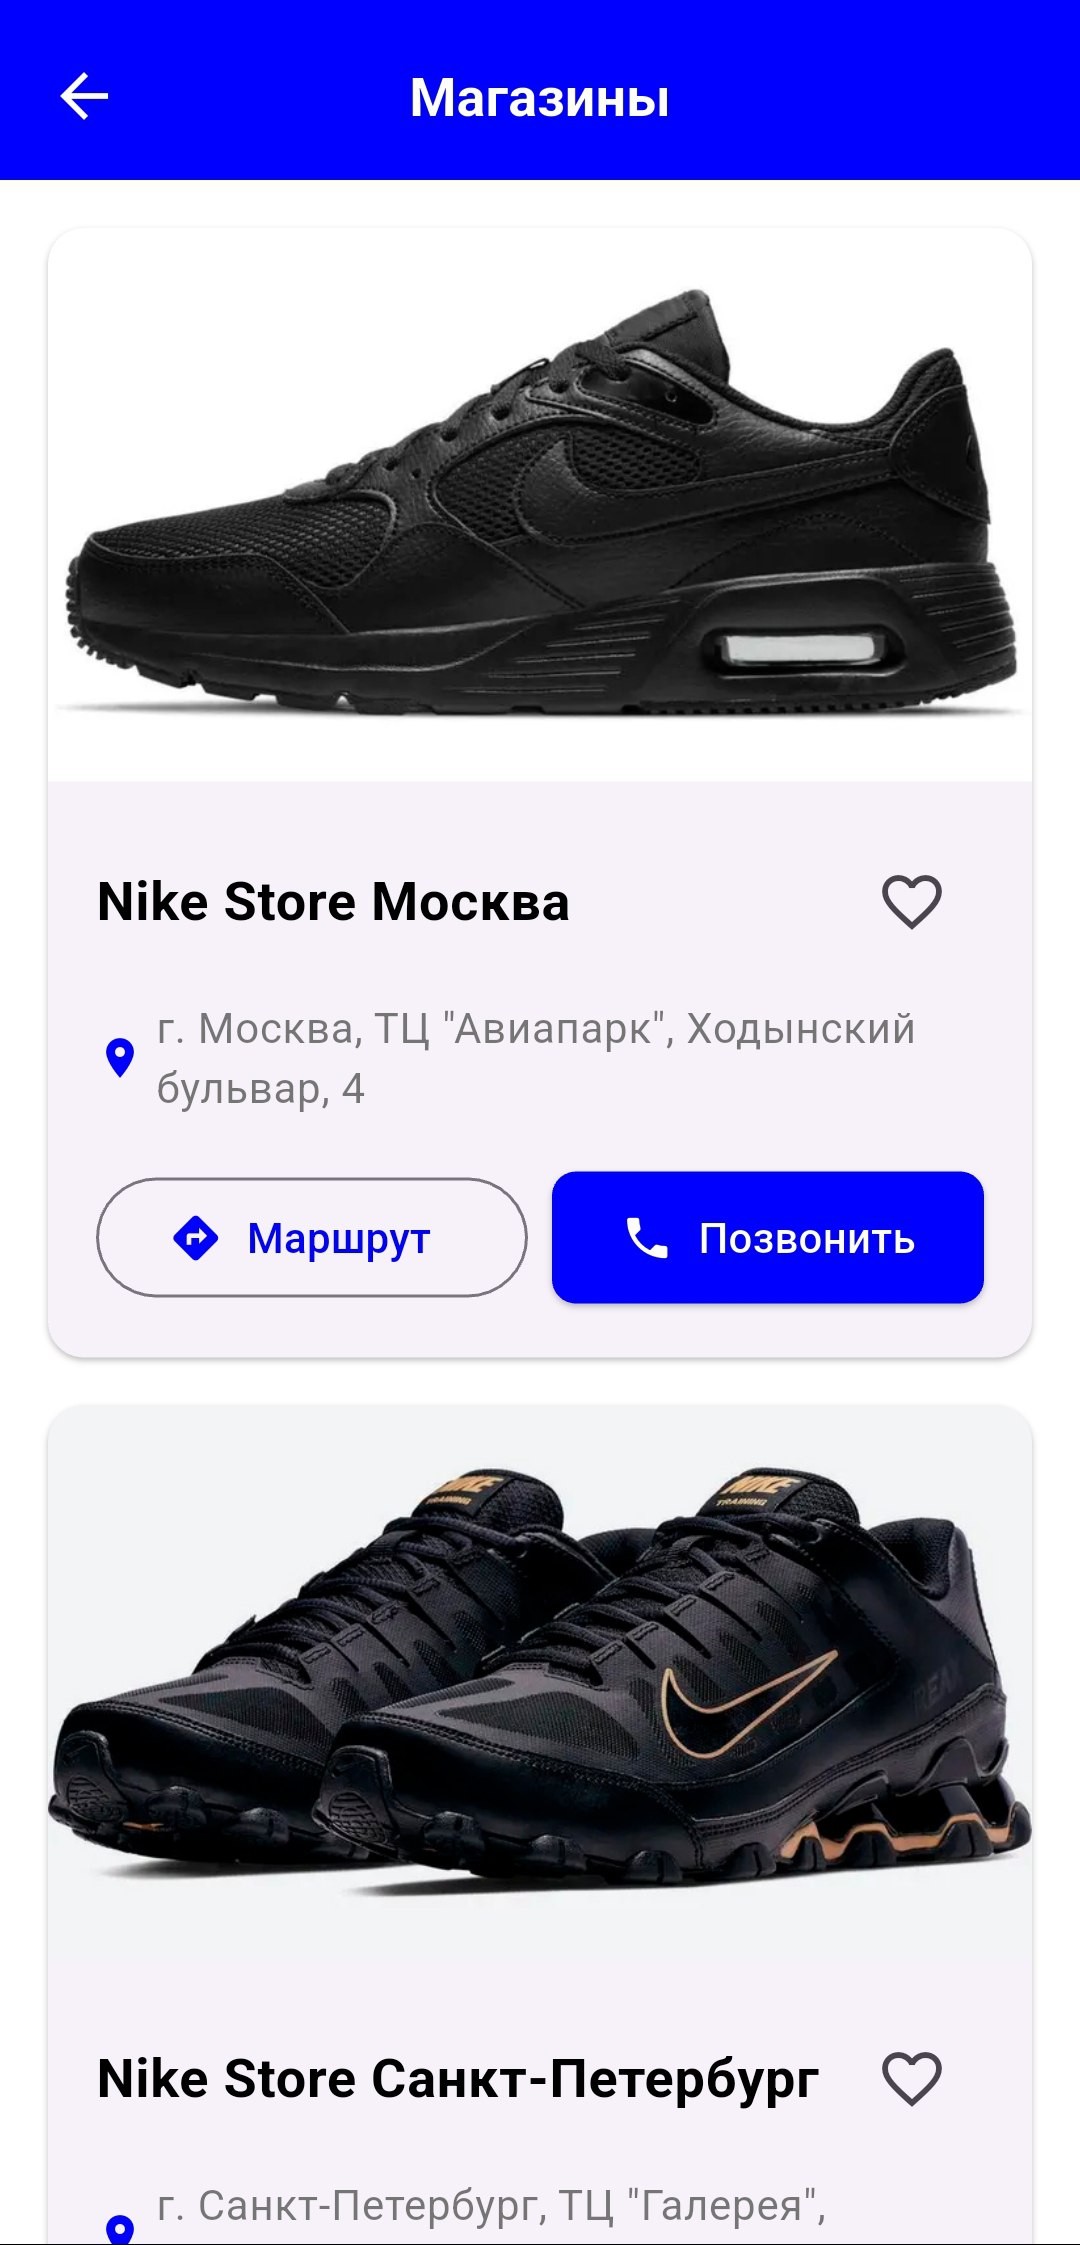 Магазины
Nike Store Москва
г. Москва, ТЦ "Авиапарк", Ходынский
бульвар, 4
Маршрут
Позвонить
NIKE
TRAINING
NIKE
TRAINING
Nike Store Санкт-Петербург
г. Санкт-Петербург, ТЦ "Галерея",